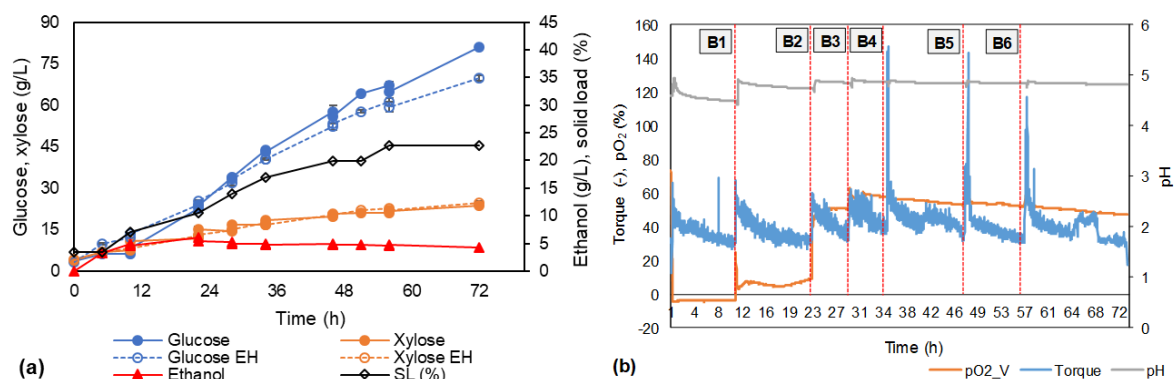 90
75
60
45
30
15
0
Glucose, xylose (g/L)
45
40
35
30
25
20
15
10
5
0
Ethanol (g/L), solid load (%)
0 12 24 36 48 60 72
Time (h)
Glucose
Xylose
Glucose EH
Xylose EH
Ethanol
SL (%)
(a)
160
140
120
100
80
60
40
20
0
-20
Torque (-), pO2 (%)
B1 B2 B3 B4 B5 B6
6
5
4
3
2
1
0
pH
1 4 8 12 16 19 23 27 31 34 38 42 46 49 53 57 61 64 68 72
Time (h)
pO2_V Torque pH
(b)